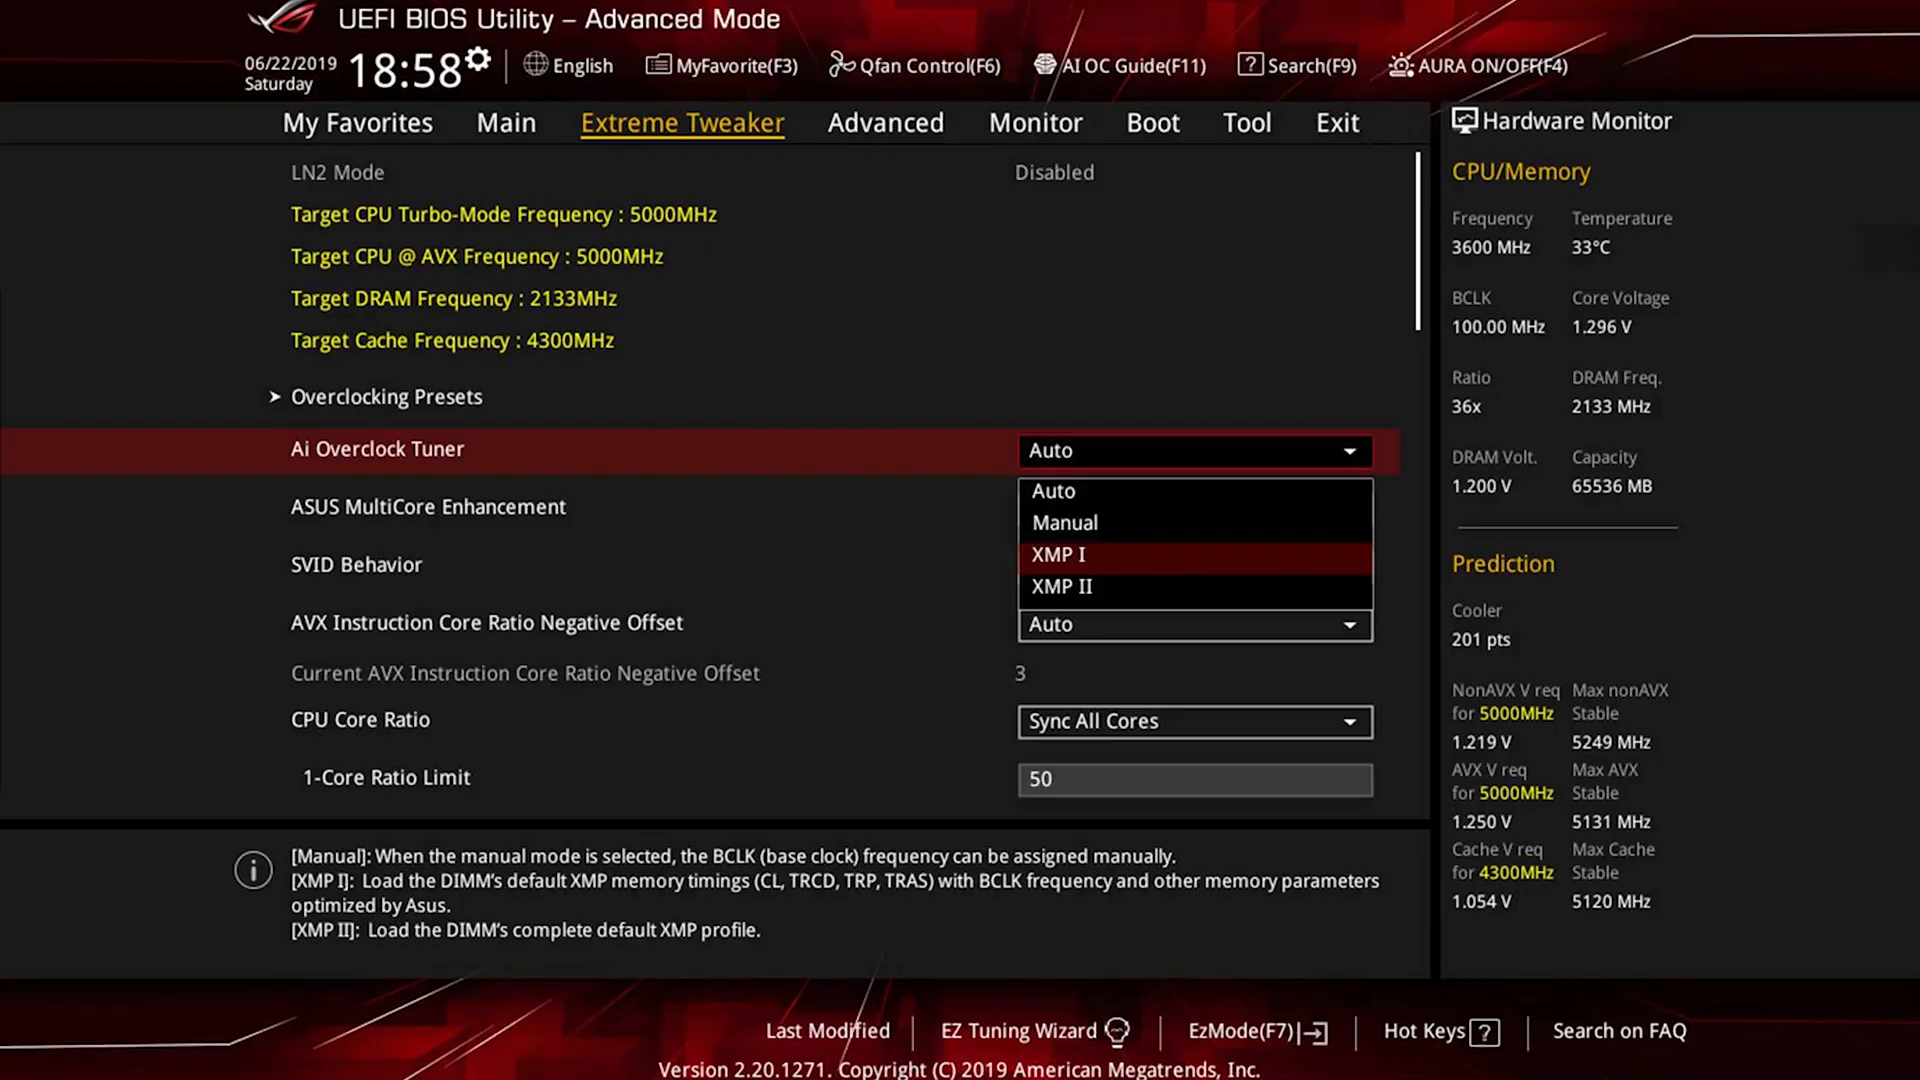 UEFI BIOS Utility – Advanced Mode
06/22/2019
Saturday
18:58
English
MyFavorite(F3)
Qfan Control(F6)
AI OC Guide(F11)
Search(F9)
AURA ON/OFF(F4)
My Favorites
Main
Extreme Tweaker
Advanced
Monitor
Boot
Tool
Exit
LN2 Mode
Disabled
Target CPU Turbo-Mode Frequency : 5000MHz
Target CPU @ AVX Frequency : 5000MHz
Target DRAM Frequency : 2133MHz
Target Cache Frequency : 4300MHz
Overclocking Presets
Ai Overclock Tuner
Auto
Auto
Manual
XMP I
XMP II
ASUS MultiCore Enhancement
SVID Behavior
AVX Instruction Core Ratio Negative Offset
Auto
Current AVX Instruction Core Ratio Negative Offset
3
CPU Core Ratio
Sync All Cores
1-Core Ratio Limit
50
[Manual]: When the manual mode is selected, the BCLK (base clock) frequency can be assigned manually.
[XMP I]: Load the DIMM's default XMP memory timings (CL, TRCD, TRP, TRAS) with BCLK frequency and other memory parameters
optimized by Asus.
[XMP II]: Load the DIMM's complete default XMP profile.
Hardware Monitor
CPU/Memory
Frequency
Temperature
3600 MHz
33°C
BCLK
Core Voltage
100.00 MHz
1.296 V
Ratio
DRAM Freq.
36x
2133 MHz
DRAM Volt.
Capacity
1.200 V
65536 MB
Prediction
Cooler
201 pts
NonAVX V req
Max nonAVX
for 5000MHz
Stable
1.219 V
5249 MHz
AVX V req
Max AVX
for 5000MHz
Stable
1.250 V
5131 MHz
Cache V req
Max Cache
for 4300MHz
Stable
1.054 V
5120 MHz
Last Modified
EZ Tuning Wizard
EzMode(F7)
Hot Keys ?
Search on FAQ
Version 2.20.1271. Copyright (C) 2019 American Megatrends, Inc.